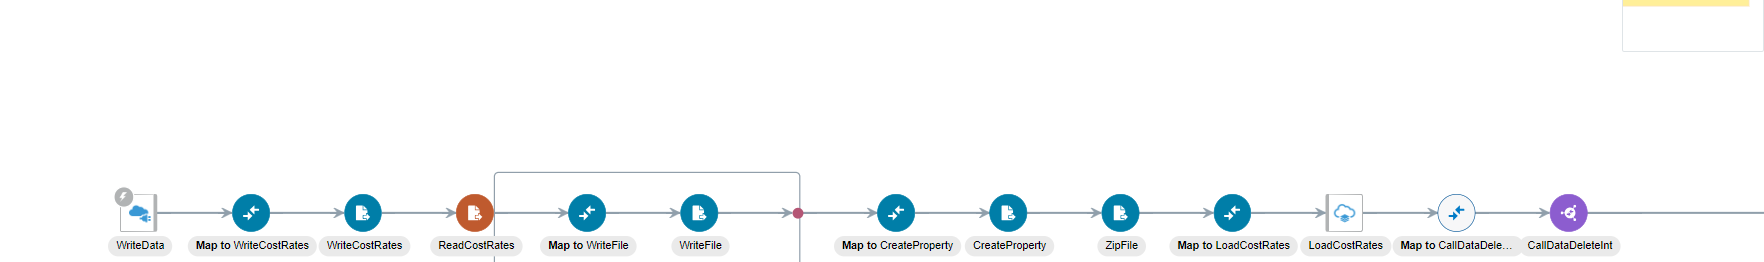 WriteData
Map to WriteCostRates
WriteCostRates
ReadCostRates
Map to WriteFile
WriteFile
Map to CreateProperty
CreateProperty
ZipFile
Map to LoadCostRates
LoadCostRates
Map to CallDataDele...
CallDataDeleteInt